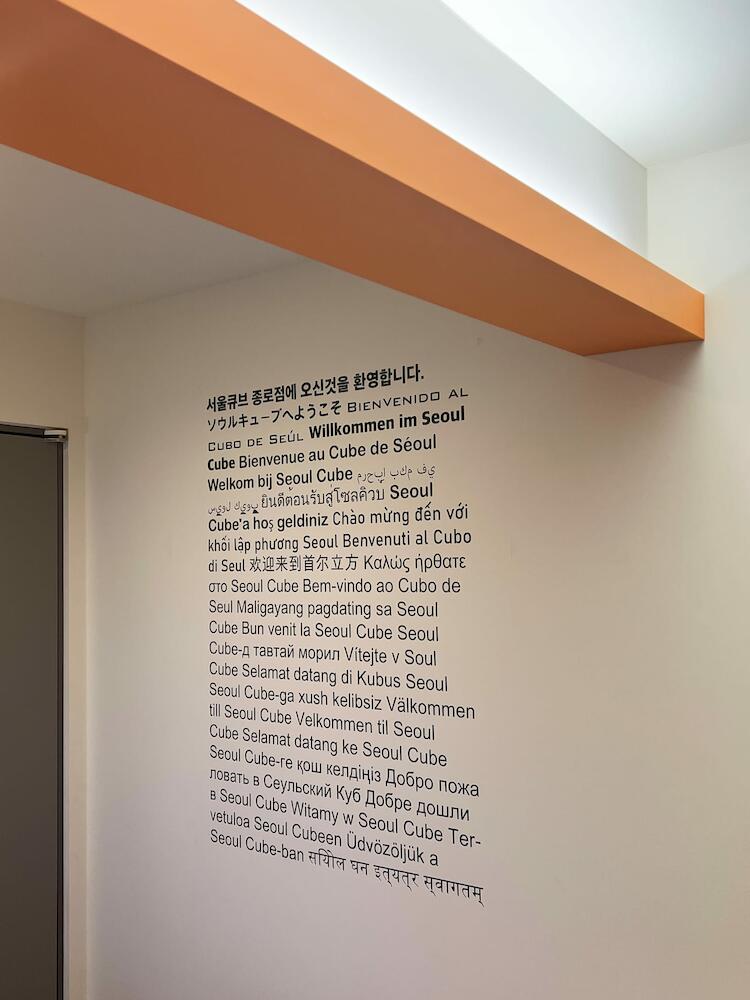 서울큐브 종로점에 오신것을 환영합니다.
ソウルキューブへようこそ BIENVENIDO AL
CUBO DE SEÚL Willkommen im Seoul
Cube Bienvenue au Cube de Séoul
Welkom bij Seoul Cube
ยินดีต้อนรับสู่โซลคิวบ Seoul
Cube'a hoş geldiniz Chào mừng đến với
khối lập phương Seoul Benvenuti al Cubo
di Seul 欢迎来到首尔立方 Καλώς ήρθατε
στο Seoul Cube Bem-vindo ao Cubo de
Seul Maligayang pagdating sa Seoul
Cube Bun venit la Seoul Cube Seoul
Cube-д тавтай морил Vítejte v Soul
Cube Selamat datang di Kubus Seoul
Seoul Cube-ga xush kelibsiz Välkommen
till Seoul Cube Velkommen til Seoul
Cube Selamat datang ke Seoul Cube
Seoul Cube-ге қош келдіңіз Добро пожа
ловать в Сеульский Куб Добре дошли
в Seoul Cube Witamy w Seoul Cube Ter-
vetuloa Seoul Cubeen Üdvözöljük a
Seoul Cube-ban घन स्वागतम्